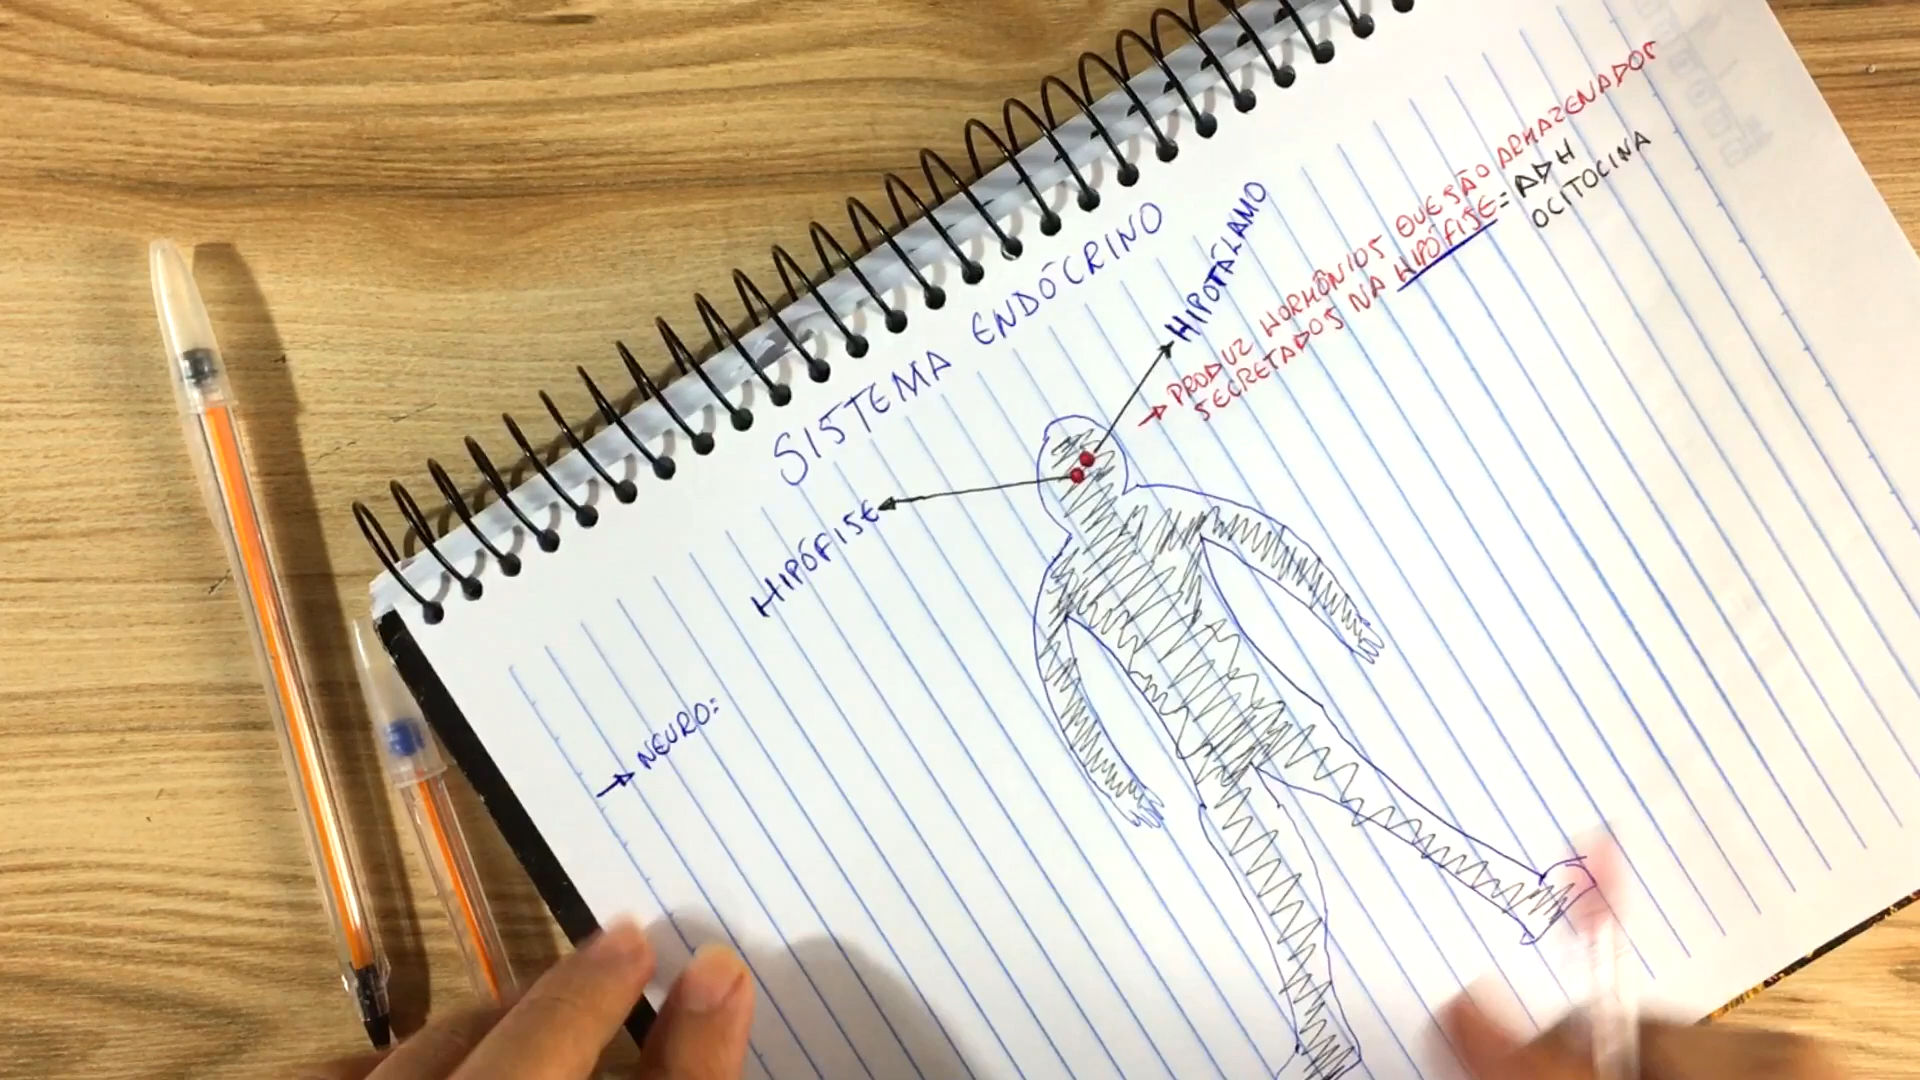 SISTEMA ENDÓCRINO
HIPOTÁLAMO
→ PRODUZ HORMÔNIOS QUE SÃO ARMAZENADOS
SECRETADOS NA HIPÓFISE = ADH
OCITOCINA
HIPÓFISE
→ NEURO: